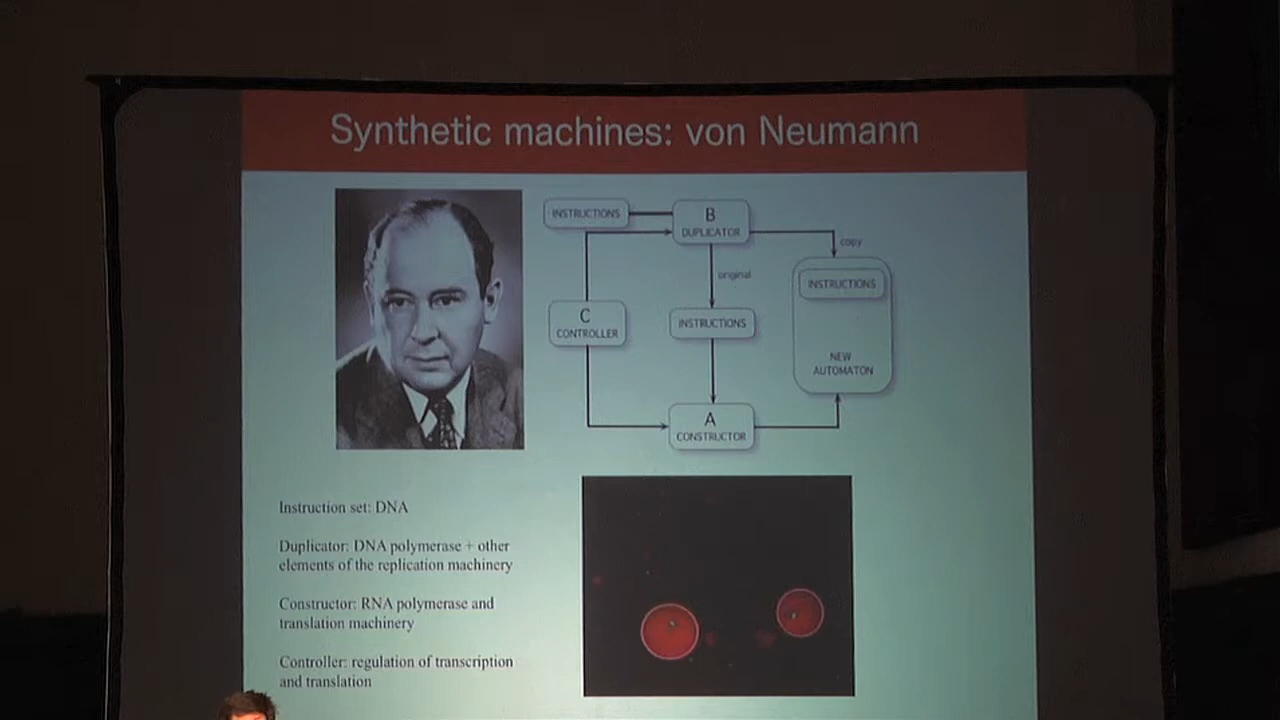 Synthetic machines: von Neumann
INSTRUCTIONS
B
DUPLICATOR
copy
original
INSTRUCTIONS
C
CONTROLLER
INSTRUCTIONS
NEW
AUTOMATON
A
CONSTRUCTOR
Instruction set: DNA
Duplicator: DNA polymerase + other
elements of the replication machinery
Constructor: RNA polymerase and
translation machinery
Controller: regulation of transcription
and translation